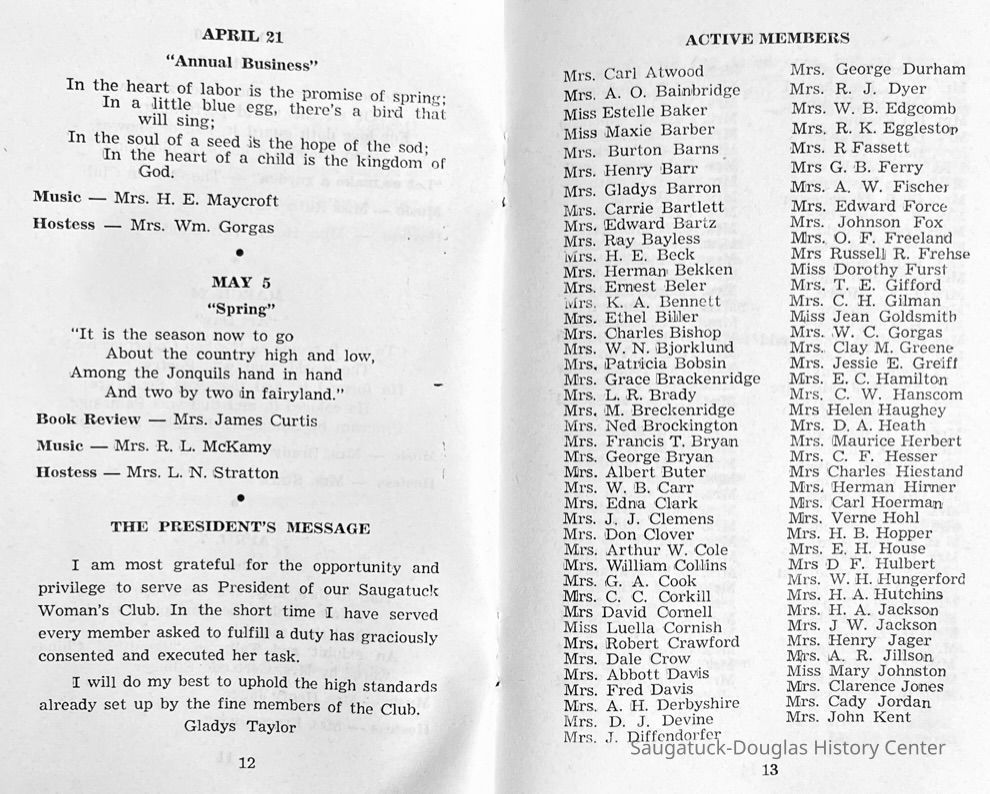 APRIL 21
“Annual Business”
In the heart of labor is the promise of spring;
In a little blue egg, there's a bird that
will sing;
In the soul of a seed is the hope of the sod;
In the heart of a child is the kingdom of
God.
Music — Mrs. H. E. Maycroft
Hostess — Mrs. Wm. Gorgas
•
MAY 5
“Spring”
“It is the season now to go
About the country high and low,
Among the Jonquils hand in hand
And two by two in fairyland.”
Book Review — Mrs. James Curtis
Music — Mrs. R. L. McKamy
Hostess — Mrs. L. N. Stratton
•
THE PRESIDENT'S MESSAGE
I am most grateful for the opportunity and
privilege to serve as President of our Saugatuck
Woman's Club. In the short time I have served
every member asked to fulfill a duty has graciously
consented and executed her task.
I will do my best to uphold the high standards
already set up by the fine members of the Club.
Gladys Taylor
12
ACTIVE MEMBERS
Mrs. Carl Atwood
Mrs. A. O. Bainbridge
Miss Estelle Baker
Miss Maxie Barber
Mrs. Burton Barns
Mrs. Henry Barr
Mrs. Gladys Barron
Mrs. Carrie Bartlett
Mrs. Edward Bartz
Mrs. Ray Bayless
Mrs. H. E. Beck
Mrs. Herman Bekken
Mrs. Ernest Beler
Mrs. K. A. Bennett
Mrs. Ethel Biller
Mrs. Charles Bishop
Mrs. W. N. Bjorklund
Mrs. Patricia Bobsin
Mrs. Grace Brackenridge
Mrs. L. R. Brady
Mrs. M. Breckenridge
Mrs. Ned Brockington
Mrs. Francis T. Bryan
Mrs. George Bryan
Mrs. Albert Buter
Mrs. W. B. Carr
Mrs. Edna Clark
Mrs. J. J. Clemens
Mrs. Don Clover
Mrs. Arthur W. Cole
Mrs. William Collins
Mrs. G. A. Cook
Mrs. C. C. Corkill
Mrs David Cornell
Miss Luella Cornish
Mrs. Robert Crawford
Mrs. Dale Crow
Mrs. Abbott Davis
Mrs. Fred Davis
Mrs. A. H. Derbyshire
Mrs. D. J. Devine
Mrs. J. Diffendorfer
Mrs. George Durham
Mrs. R. J. Dyer
Mrs. W. B. Edgcomb
Mrs. R. K. Eggleston
Mrs. R Fassett
Mrs G. B. Ferry
Mrs. A. W. Fischer
Mrs. Edward Force
Mrs. Johnson Fox
Mrs. O. F. Freeland
Mrs Russell R. Frehse
Miss Dorothy Furst
Mrs. T. E. Gifford
Mrs. C. H. Gilman
Miss Jean Goldsmith
Mrs. W. C. Gorgas
Mrs. Clay M. Greene
Mrs. Jessie E. Greiff
Mrs. E. C. Hamilton
Mrs. C. W. Hanscom
Mrs Helen Haughey
Mrs. D. A. Heath
Mrs. Maurice Herbert
Mrs. C. F. Hesser
Mrs Charles Hiestand
Mrs. Herman Hirner
Mrs. Carl Hoerman
Mrs. Verne Hohl
Mrs. H. B. Hopper
Mrs. E. H. House
Mrs D F. Hulbert
Mrs. W. H. Hungerford
Mrs. H. A. Hutchins
Mrs. H. A. Jackson
Mrs. J W. Jackson
Mrs. Henry Jager
Mrs. A. R. Jillson
Miss Mary Johnston
Mrs. Clarence Jones
Mrs. Cady Jordan
Mrs. John Kent
Saugatuck-Douglas History Center
13